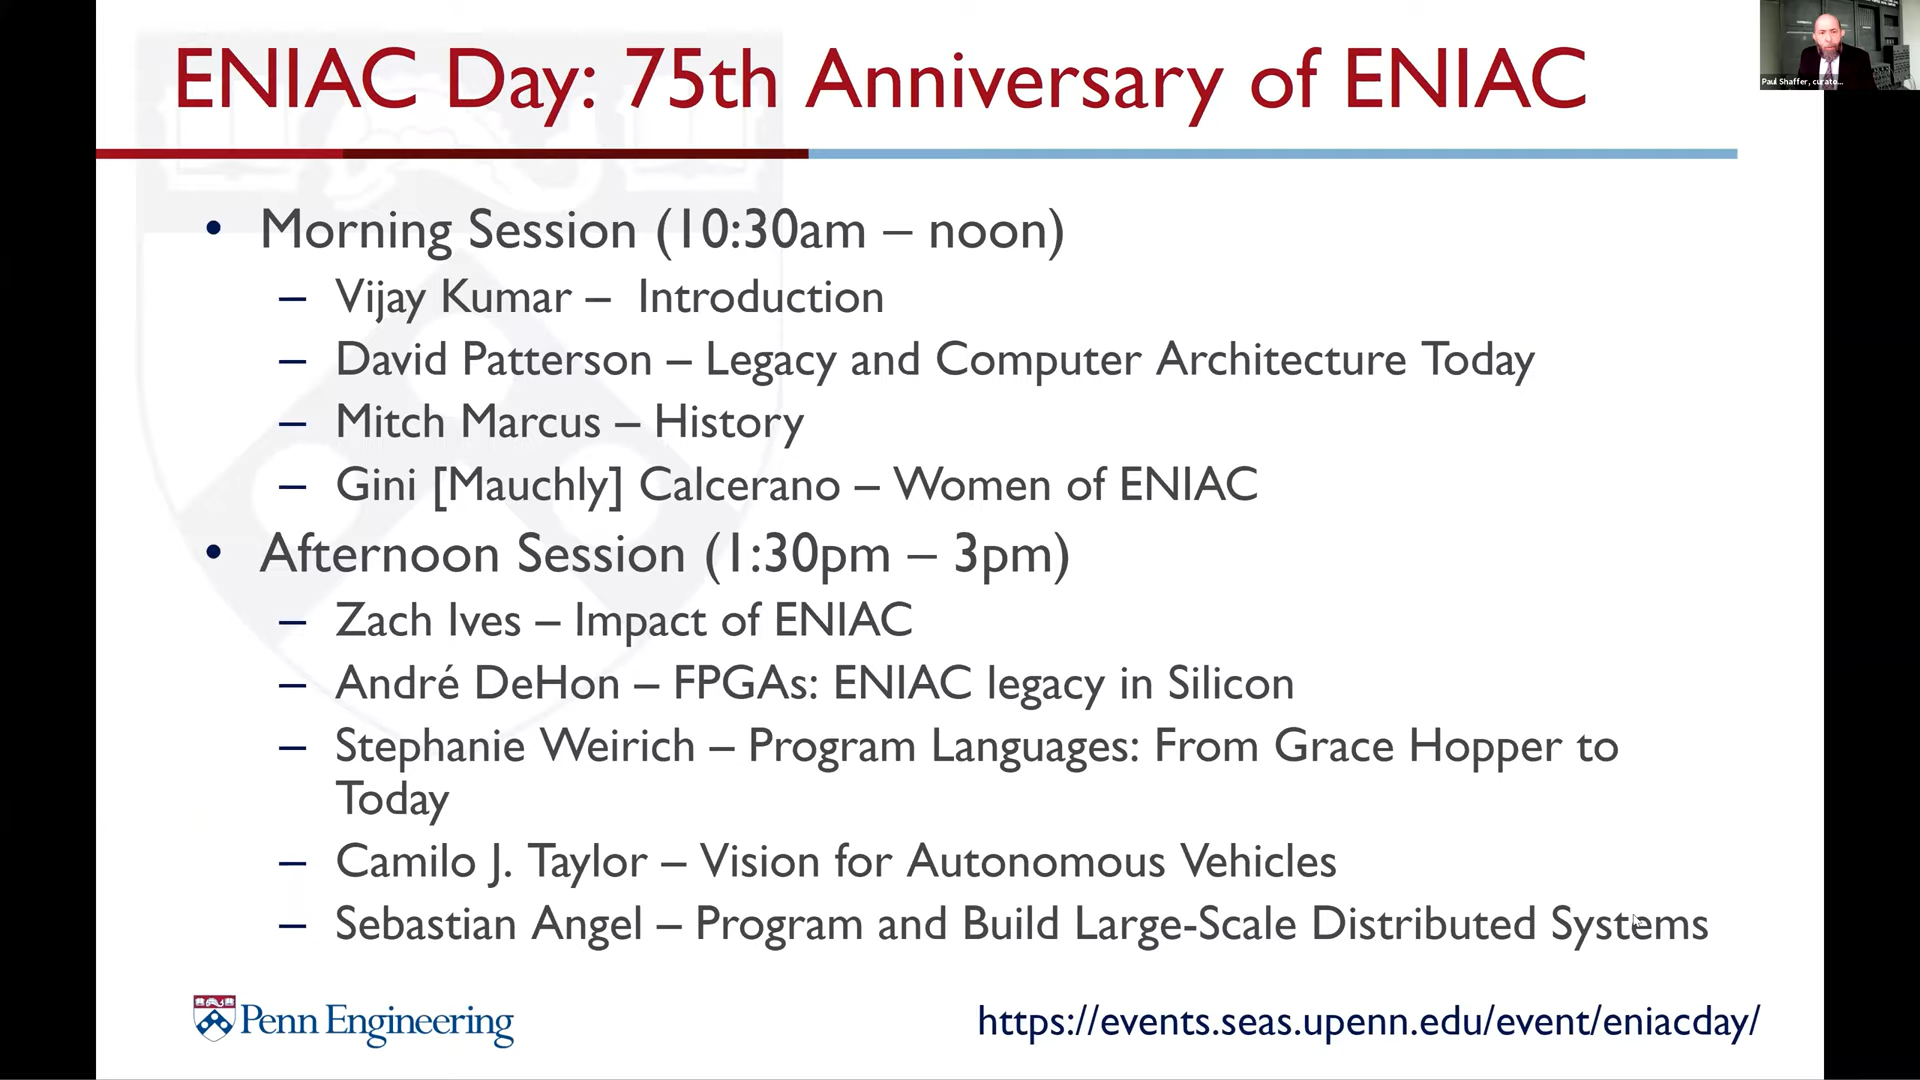 ENIAC Day: 75th Anniversary of ENIAC
Paul Shaffer, curato...
• Morning Session (10:30am – noon)
– Vijay Kumar – Introduction
– David Patterson – Legacy and Computer Architecture Today
– Mitch Marcus – History
– Gini [Mauchly] Calcerano – Women of ENIAC
• Afternoon Session (1:30pm – 3pm)
– Zach Ives – Impact of ENIAC
– André DeHon – FPGAs: ENIAC legacy in Silicon
– Stephanie Weirich – Program Languages: From Grace Hopper to
Today
– Camilo J. Taylor – Vision for Autonomous Vehicles
– Sebastian Angel – Program and Build Large-Scale Distributed Systems
Penn Engineering
https://events.seas.upenn.edu/event/eniacday/